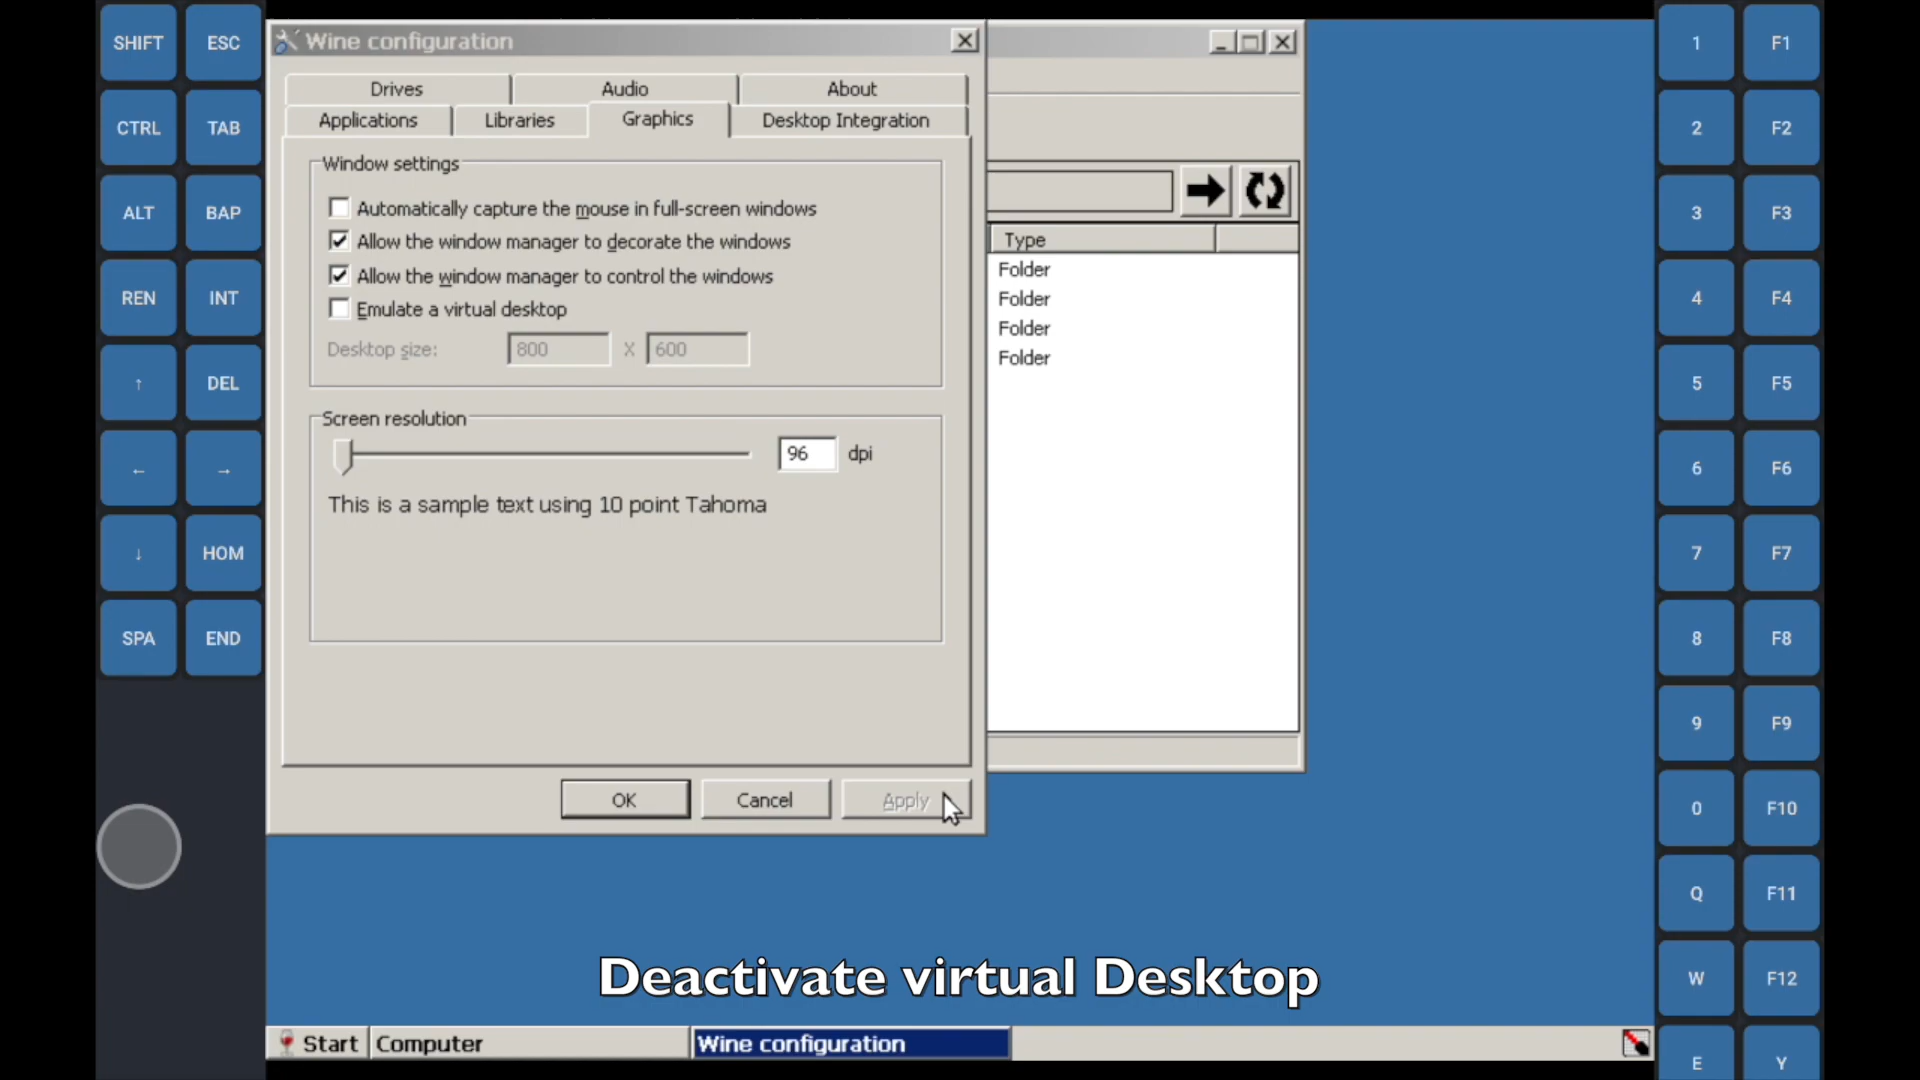 SHIFT
ESC
CTRL
TAB
ALT
BAP
REN
INT
↑
DEL
←
→
↓
HOM
SPA
END
Wine configuration
Drives
Audio
About
Applications
Libraries
Graphics
Desktop Integration
Window settings
Automatically capture the mouse in full-screen windows
Allow the window manager to decorate the windows
Allow the window manager to control the windows
Emulate a virtual desktop
Desktop size:
800
X
600
Screen resolution
96
dpi
This is a sample text using 10 point Tahoma
OK
Cancel
Apply
Type
Folder
Folder
Folder
Folder
Deactivate virtual Desktop
Start
Computer
Wine configuration
1
F1
2
F2
3
F3
4
F4
5
F5
6
F6
7
F7
8
F8
9
F9
0
F10
Q
F11
W
F12
E
Y